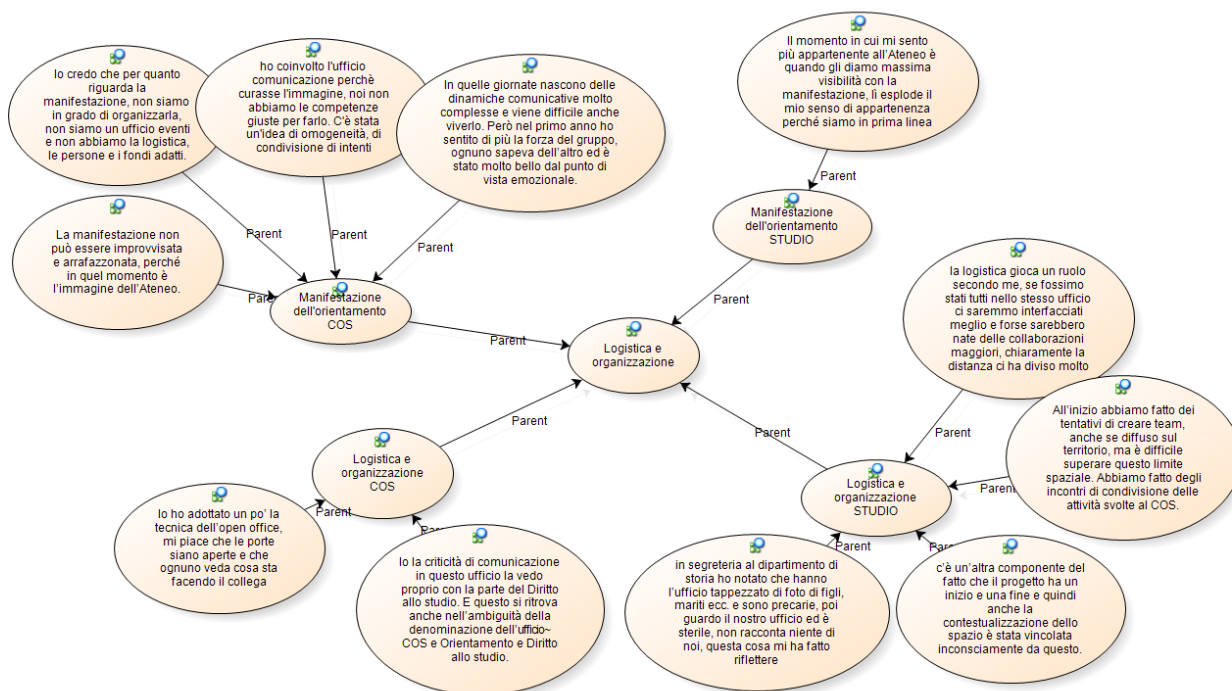 Io credo che per quanto
riguarda la
manifestazione, non siamo
in grado di organizzarla,
non siamo un ufficio eventi
e non abbiamo la logistica,
le persone e i fondi adatti.
ho coinvolto l'ufficio
comunicazione perchè
curasse l'immagine, noi non
abbiamo le competenze
giuste per farlo. C'è stata
un'idea di omogeneità, di
condivisione di intenti
In quelle giornate nascono delle
dinamiche comunicative molto
complesse e viene difficile anche
viverlo. Però nel primo anno ho
sentito di più la forza del gruppo,
ognuno sapeva dell'altro ed è
stato molto bello dal punto di
vista emozionale.
Il momento in cui mi sento
più appartenente all'Ateneo è
quando gli diamo massima
visibilità con la
manifestazione, lì esplode il
mio senso di appartenenza
perché siamo in prima linea
Parent
La manifestazione non
può essere improvvisata
e arrafazzonata, perché
in quel momento è
l'immagine dell'Ateneo.
Parent
Parent
Parent
Parent
Manifestazione
dell'orientamento
COS
Manifestazione
dell'orientamento
STUDIO
Parent
Parent
Logistica e
organizzazione
la logistica gioca un ruolo
secondo me, se fossimo
stati tutti nello stesso ufficio
ci saremmo interfacciati
meglio e forse sarebbero
nate delle collaborazioni
maggiori, chiaramente la
distanza ci ha diviso molto
Parent
Parent
Parent
All'inizio abbiamo fatto dei
tentativi di creare team,
anche se diffuso sul
territorio, ma è difficile
superare questo limite
spaziale. Abbiamo fatto degli
incontri di condivisione delle
attività svolte al COS.
Parent
Logistica e
organizzazione
COS
Logistica e
organizzazione
STUDIO
Io ho adottato un po' la
tecnica dell'open office,
mi piace che le porte
siano aperte e che
ognuno veda cosa sta
facendo il collega
Parent
Parent
Io la criticità di comunicazione
in questo ufficio la vedo
proprio con la parte del Diritto
allo studio. E questo si ritrova
anche nell'ambiguità della
denominazione dell'ufficio~
COS e Orientamento e Diritto
allo studio.
Parent
Parent
in segreteria al dipartimento di
storia ho notato che hanno
l'ufficio tappezzato di foto di figli,
mariti ecc. e sono precarie, poi
guardo il nostro ufficio ed è
sterile, non racconta niente di
noi, questa cosa mi ha fatto
riflettere
c'è un'altra componente del
fatto che il progetto ha un
inizio e una fine e quindi
anche la
contestualizzazione dello
spazio è stata vincolata
inconsciamente da questo.